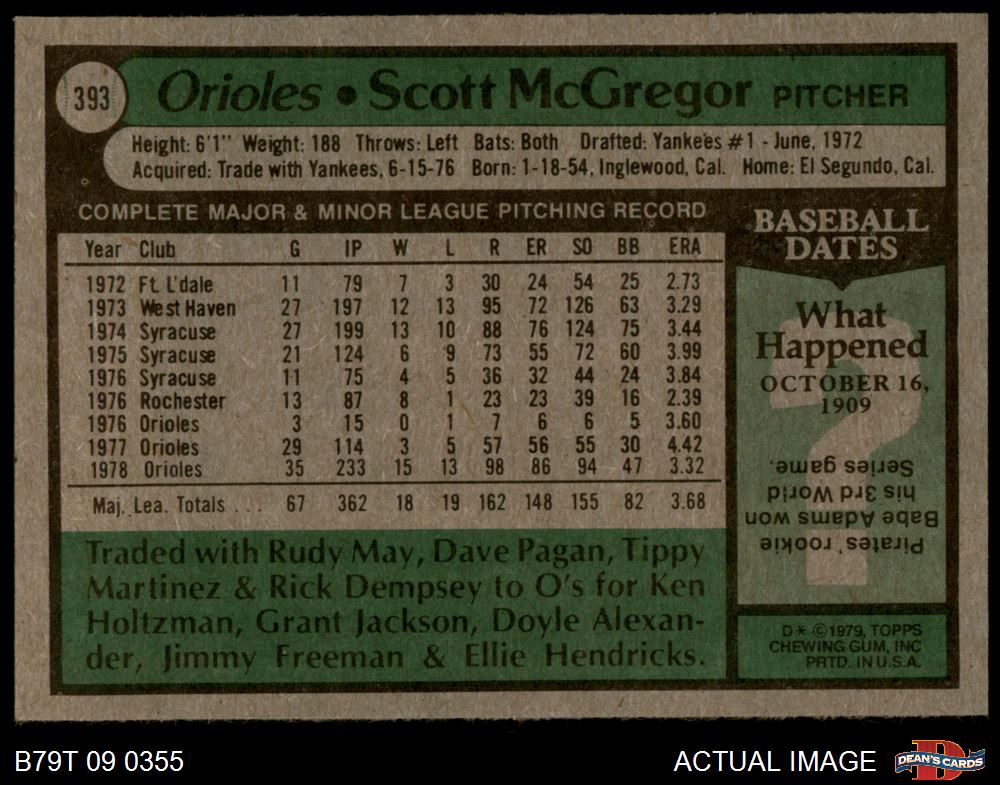 393 Orioles • Scott McGregor PITCHER
Height: 6'1" Weight: 188 Throws: Left Bats: Both Drafted: Yankees #1 - June, 1972
Acquired: Trade with Yankees, 6-15-76 Born: 1-18-54, Inglewood, Cal. Home: El Segundo, Cal.
COMPLETE MAJOR & MINOR LEAGUE PITCHING RECORD
Year Club G IP W L R ER SO BB ERA
1972 Ft. L'dale 11 79 7 3 30 24 54 25 2.73
1973 West Haven 27 197 12 13 95 72 126 63 3.29
1974 Syracuse 27 199 13 10 88 76 124 75 3.44
1975 Syracuse 21 124 6 9 73 55 72 60 3.99
1976 Syracuse 11 75 4 5 36 32 44 24 3.84
1976 Rochester 13 87 8 1 23 23 39 16 2.39
1976 Orioles 3 15 0 1 7 6 6 5 3.60
1977 Orioles 29 114 3 5 57 56 55 30 4.42
1978 Orioles 35 233 15 13 98 86 94 47 3.32
Maj. Lea. Totals . . . 67 362 18 19 162 148 155 82 3.68
Traded with Rudy May, Dave Pagan, Tippy
Martinez & Rick Dempsey to O's for Ken
Holtzman, Grant Jackson, Doyle Alexan-
der, Jimmy Freeman & Ellie Hendricks.
BASEBALL
DATES
What
Happened
OCTOBER 16,
1909
Pirates' rookie
Babe Adams won
his 3rd World
Series game.
D * ©1979, TOPPS
CHEWING GUM, INC
PRTD. IN U.S.A.
B79T 09 0355
ACTUAL IMAGE
DEAN'S CARDS